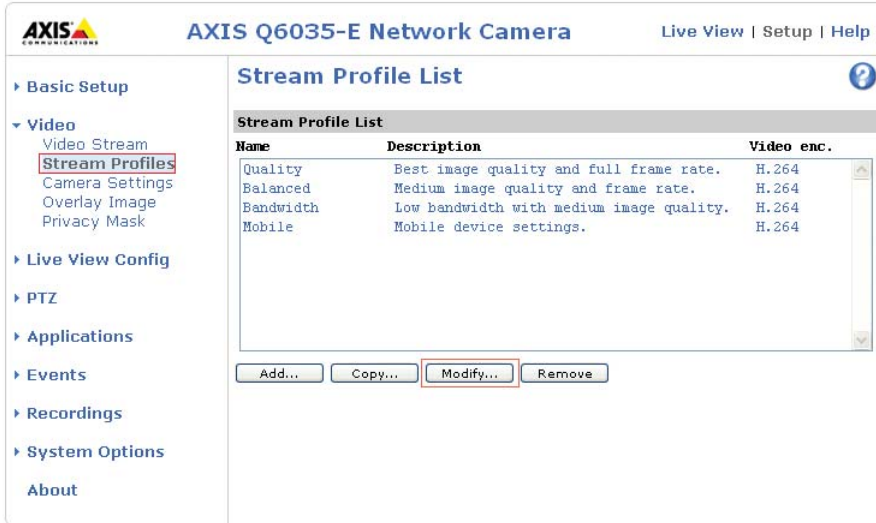 AXIS
COMMUNICATIONS
AXIS Q6035-E Network Camera
Live View | Setup | Help
Basic Setup
Video
Video Stream
Stream Profiles
Camera Settings
Overlay Image
Privacy Mask
Live View Config
PTZ
Applications
Events
Recordings
System Options
About
Stream Profile List
?
Stream Profile List
Name Description Video enc.
Quality Best image quality and full frame rate. H.264
Balanced Medium image quality and frame rate. H.264
Bandwidth Low bandwidth with medium image quality. H.264
Mobile Mobile device settings. H.264
Add... Copy... Modify... Remove